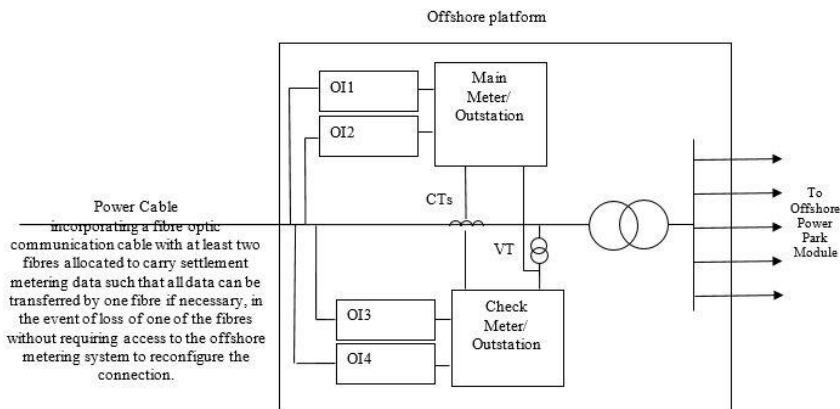 Offshore platform
OI1
OI2
Main
Meter/
Outstation
CTs
VT
Power Cable
incorporating a fibre optic
communication cable with at least two
fibres allocated to carry settlement
metering data such that all data can be
transferred by one fibre if necessary, in
the event of loss of one of the fibres
without requiring access to the offshore
metering system to reconfigure the
connection.
OI3
OI4
Check
Meter/
Outstation
To
Offshore
Power
Park
Module